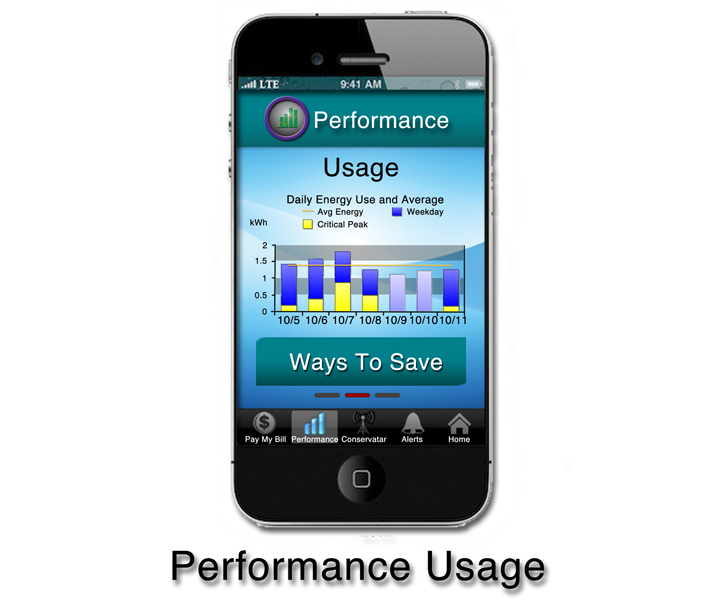 LTE 9:41 AM
Performance
Usage
Daily Energy Use and Average
Avg Energy Weekday
Critical Peak
kWh
2
1.5
1
0.5
0
10/5 10/6 10/7 10/8 10/9 10/10 10/11
Ways To Save
$
Pay My Bill Performance Conservatar Alerts Home
Performance Usage